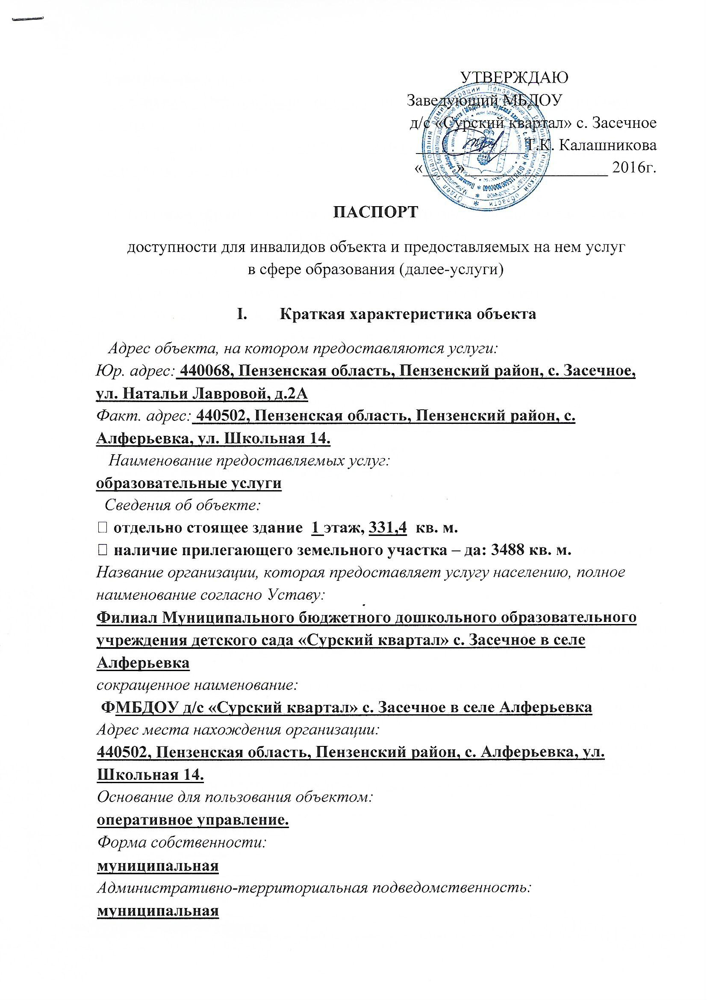 УТВЕРЖДАЮ
Заведующий МБДОУ
д/с «Сурский квартал» с. Засечное
Т.К. Калашникова
«____»________________ 2016г.
ПАСПОРТ
доступности для инвалидов объекта и предоставляемых на нем услуг
в сфере образования (далее-услуги)
I. Краткая характеристика объекта
Адрес объекта, на котором предоставляются услуги:
Юр. адрес: 440068, Пензенская область, Пензенский район, с. Засечное,
ул. Натальи Лавровой, д.2А
Факт. адрес: 440502, Пензенская область, Пензенский район, с.
Алферьевка, ул. Школьная 14.
Наименование предоставляемых услуг:
образовательные услуги
Сведения об объекте:
отдельно стоящее здание 1 этаж, 331,4 кв. м.
наличие прилегающего земельного участка – да: 3488 кв. м.
Название организации, которая предоставляет услугу населению, полное
наименование согласно Уставу:
Филиал Муниципального бюджетного дошкольного образовательного
учреждения детского сада «Сурский квартал» с. Засечное в селе
Алферьевка
сокращенное наименование:
ФМБДОУ д/с «Сурский квартал» с. Засечное в селе Алферьевка
Адрес места нахождения организации:
440502, Пензенская область, Пензенский район, с. Алферьевка, ул.
Школьная 14.
Основание для пользования объектом:
оперативное управление.
Форма собственности:
муниципальная
Административно-территориальная подведомственность:
муниципальная
Отдел образования администрации Пензенского района Пензенской области